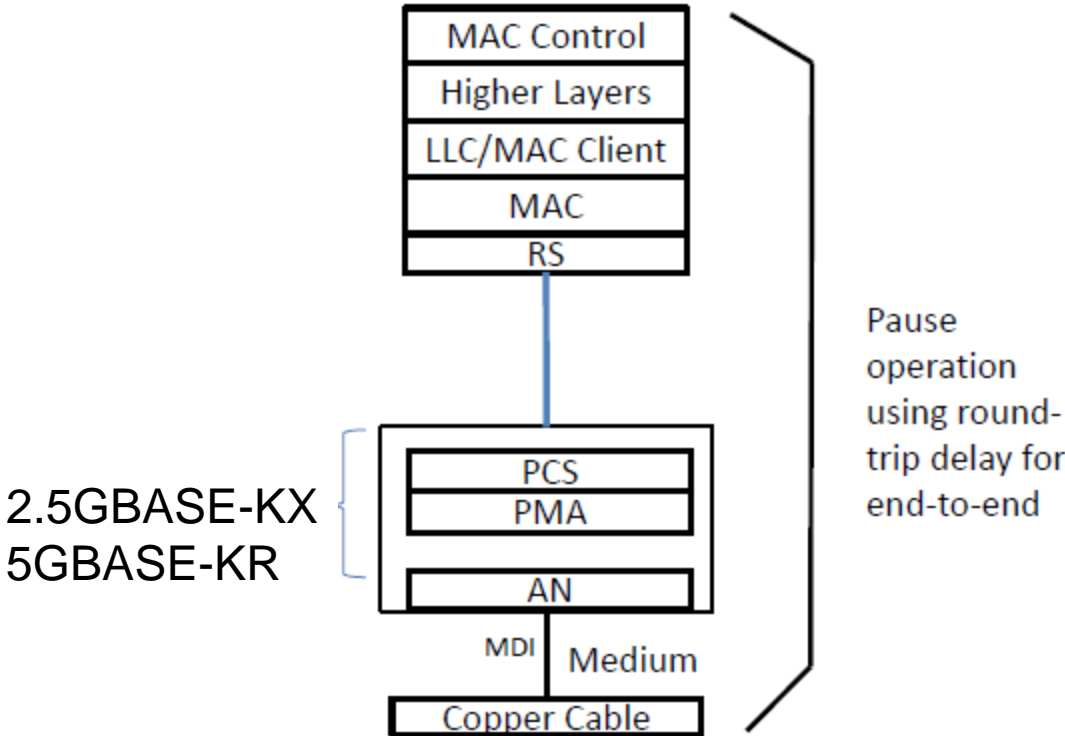 MAC Control
Higher Layers
LLC/MAC Client
MAC
RS
Pause
operation
using round-
trip delay for
end-to-end
2.5GBASE-KX
5GBASE-KR
PCS
PMA
AN
MDI
Medium
Copper Cable